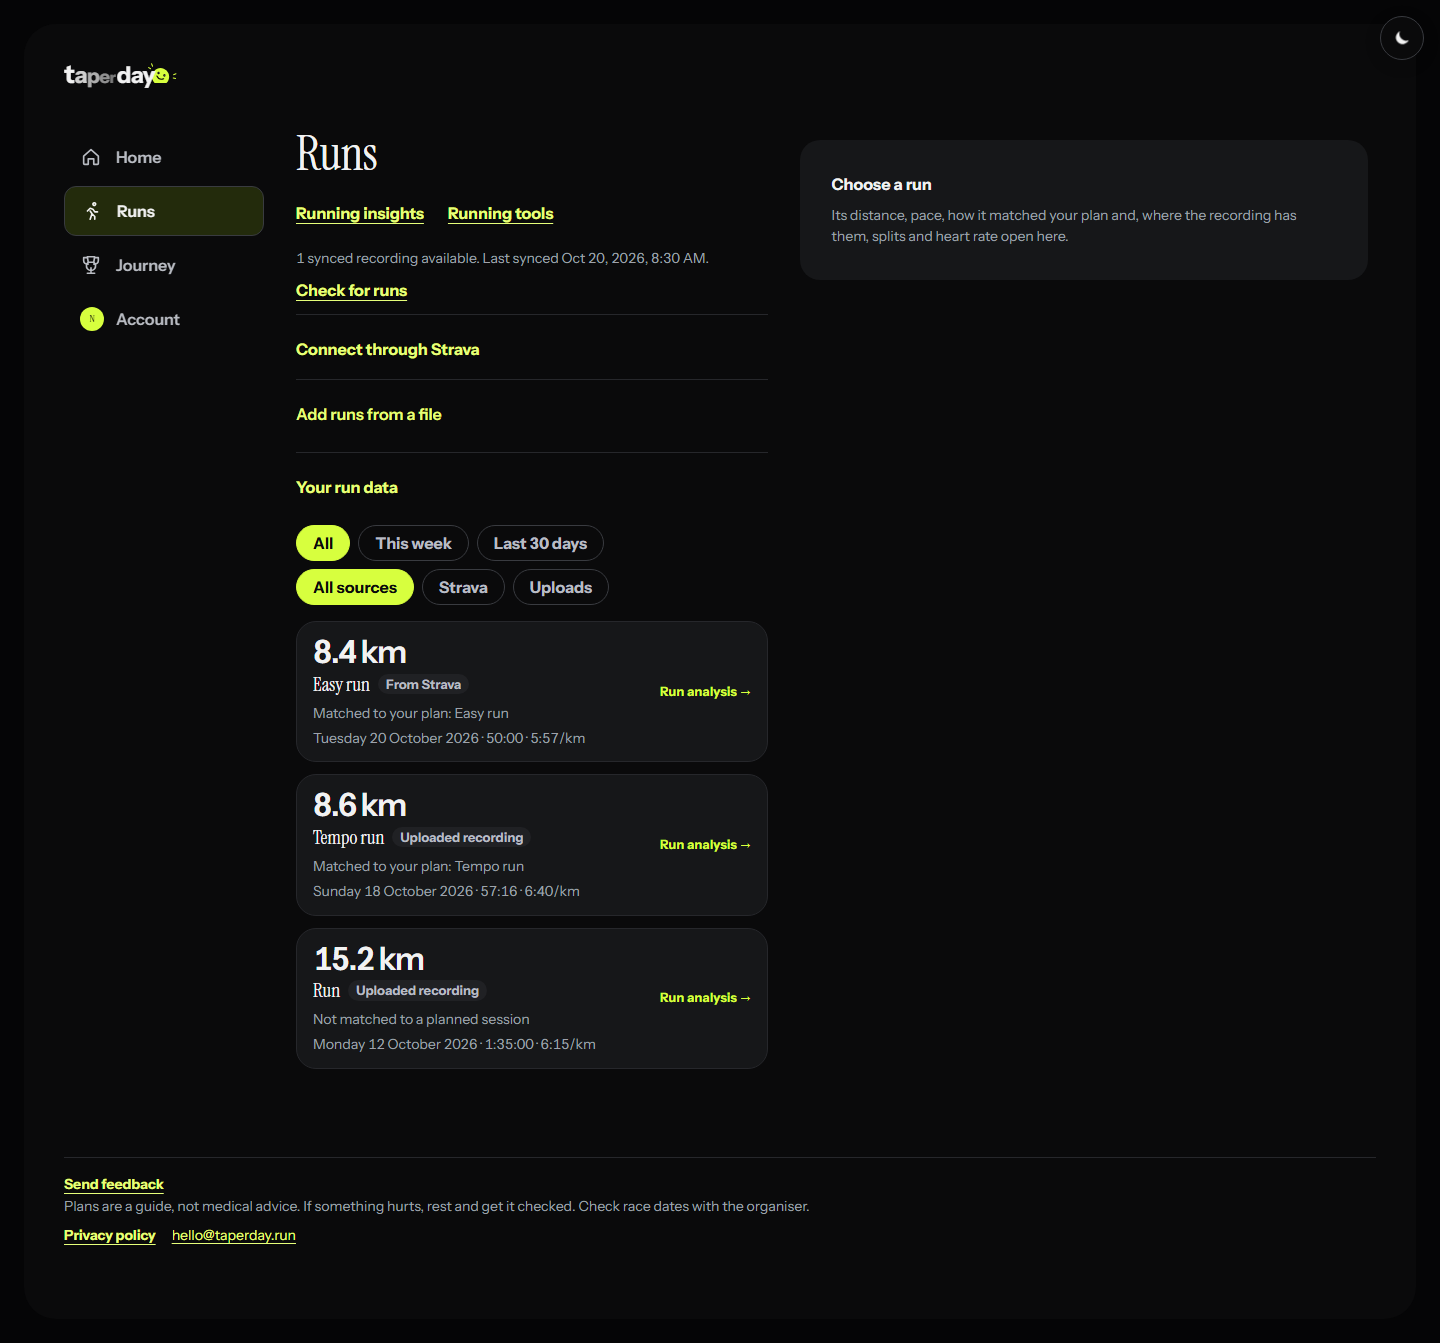 taperday
Home
Runs
Journey
N
Account
Runs
Running insights
Running tools
1 synced recording available. Last synced Oct 20, 2026, 8:30 AM.
Check for runs
Connect through Strava
Add runs from a file
Your run data
All
This week
Last 30 days
All sources
Strava
Uploads
8.4 km
Easy run
From Strava
Matched to your plan: Easy run
Tuesday 20 October 2026 · 50:00 · 5:57/km
Run analysis →
8.6 km
Tempo run
Uploaded recording
Matched to your plan: Tempo run
Sunday 18 October 2026 · 57:16 · 6:40/km
Run analysis →
15.2 km
Run
Uploaded recording
Not matched to a planned session
Monday 12 October 2026 · 1:35:00 · 6:15/km
Run analysis →
Choose a run
Its distance, pace, how it matched your plan and, where the recording has
them, splits and heart rate open here.
Send feedback
Plans are a guide, not medical advice. If something hurts, rest and get it checked. Check race dates with the organiser.
Privacy policy
hello@taperday.run